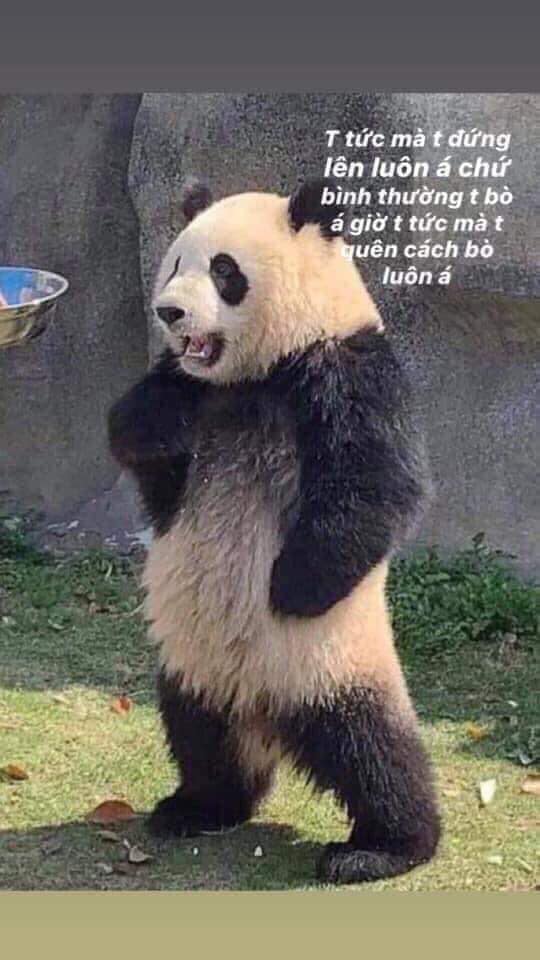 T tức mà t đứng
lên luôn á chứ
bình thường t bò
á giờ t tức mà t
quên cách bò
luôn á